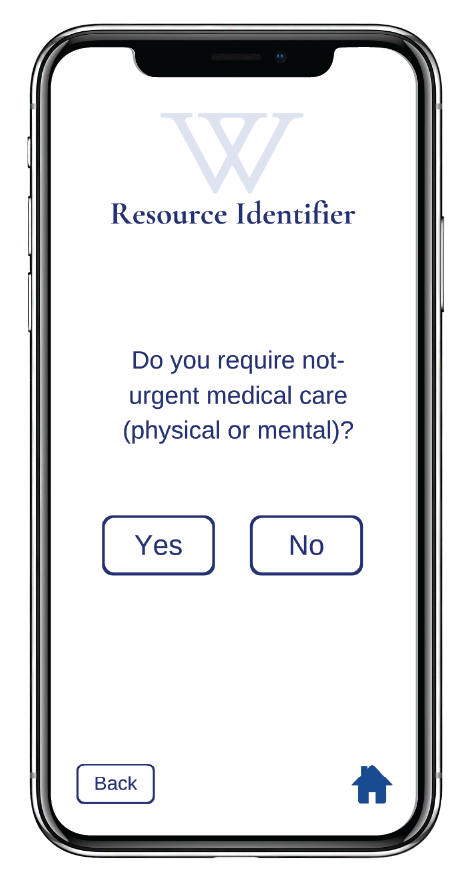 W
Resource Identifier
Do you require not-
urgent medical care
(physical or mental)?
Yes No
Back